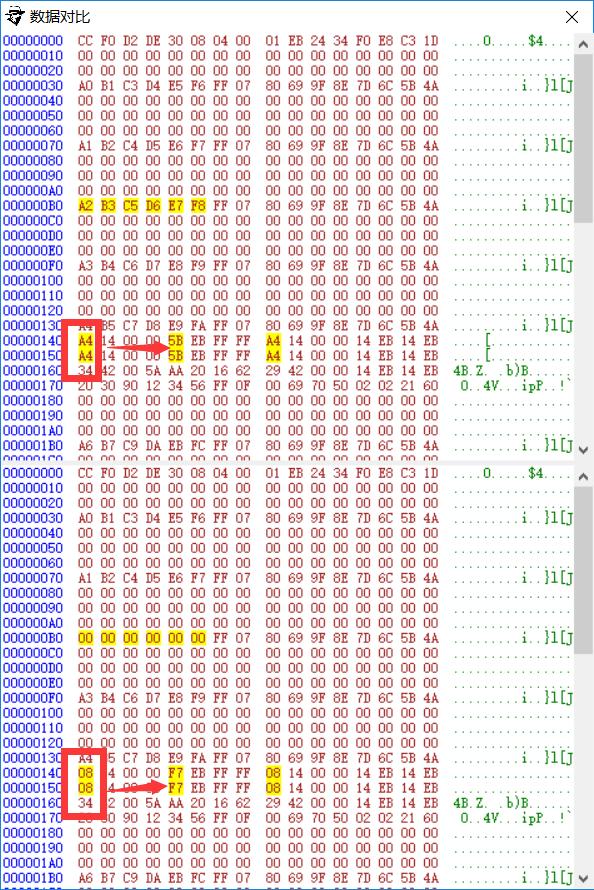 数据对比
00000000 CC F0 D2 DE 30 08 04 00 01 EB 24 34 F0 E8 C3 1D ....0.....$4....
00000010 00 00 00 00 00 00 00 00 00 00 00 00 00 00 00 00 ................
00000020 00 00 00 00 00 00 00 00 00 00 00 00 00 00 00 00 ................
00000030 A0 B1 C3 D4 E5 F6 FF 07 80 69 9F 8E 7D 6C 5B 4A .........i..}l[J
00000040 00 00 00 00 00 00 00 00 00 00 00 00 00 00 00 00 ................
00000050 00 00 00 00 00 00 00 00 00 00 00 00 00 00 00 00 ................
00000060 00 00 00 00 00 00 00 00 00 00 00 00 00 00 00 00 ................
00000070 A1 B2 C4 D5 E6 F7 FF 07 80 69 9F 8E 7D 6C 5B 4A .........i..}l[J
00000080 00 00 00 00 00 00 00 00 00 00 00 00 00 00 00 00 ................
00000090 00 00 00 00 00 00 00 00 00 00 00 00 00 00 00 00 ................
000000A0 00 00 00 00 00 00 00 00 00 00 00 00 00 00 00 00 ................
000000B0 A2 B3 C5 D6 E7 F8 FF 07 80 69 9F 8E 7D 6C 5B 4A .........i..}l[J
000000C0 00 00 00 00 00 00 00 00 00 00 00 00 00 00 00 00 ................
000000D0 00 00 00 00 00 00 00 00 00 00 00 00 00 00 00 00 ................
000000E0 00 00 00 00 00 00 00 00 00 00 00 00 00 00 00 00 ................
000000F0 A3 B4 C6 D7 E8 F9 FF 07 80 69 9F 8E 7D 6C 5B 4A .........i..}l[J
00000100 00 00 00 00 00 00 00 00 00 00 00 00 00 00 00 00 ................
00000110 00 00 00 00 00 00 00 00 00 00 00 00 00 00 00 00 ................
00000120 00 00 00 00 00 00 00 00 00 00 00 00 00 00 00 00 ................
00000130 A4 B5 C7 D8 E9 FA FF 07 80 69 9F 8E 7D 6C 5B 4A .........i..}l[J
00000140 A4 14 00 00 5B EB FF FF A4 14 00 00 14 EB 14 EB ....[...........
00000150 A4 14 00 00 5B EB FF FF A4 14 00 00 14 EB 14 EB ....[...........
00000160 34 42 00 5A AA 20 16 62 29 42 00 00 14 EB 14 EB 4B.Z. .b)B......
00000170 20 30 90 12 34 56 FF 0F 00 69 70 50 02 02 21 60 0..4V...ipP..!`
00000180 00 00 00 00 00 00 00 00 00 00 00 00 00 00 00 00 ................
00000190 00 00 00 00 00 00 00 00 00 00 00 00 00 00 00 00 ................
000001A0 00 00 00 00 00 00 00 00 00 00 00 00 00 00 00 00 ................
000001B0 A6 B7 C9 DA EB FC FF 07 80 69 9F 8E 7D 6C 5B 4A .........i..}l[J
00000000 CC F0 D2 DE 30 08 04 00 01 EB 24 34 F0 E8 C3 1D ....0.....$4....
00000010 00 00 00 00 00 00 00 00 00 00 00 00 00 00 00 00 ................
00000020 00 00 00 00 00 00 00 00 00 00 00 00 00 00 00 00 ................
00000030 A0 B1 C3 D4 E5 F6 FF 07 80 69 9F 8E 7D 6C 5B 4A .........i..}l[J
00000040 00 00 00 00 00 00 00 00 00 00 00 00 00 00 00 00 ................
00000050 00 00 00 00 00 00 00 00 00 00 00 00 00 00 00 00 ................
00000060 00 00 00 00 00 00 00 00 00 00 00 00 00 00 00 00 ................
00000070 A1 B2 C4 D5 E6 F7 FF 07 80 69 9F 8E 7D 6C 5B 4A .........i..}l[J
00000080 00 00 00 00 00 00 00 00 00 00 00 00 00 00 00 00 ................
00000090 00 00 00 00 00 00 00 00 00 00 00 00 00 00 00 00 ................
000000A0 00 00 00 00 00 00 00 00 00 00 00 00 00 00 00 00 ................
000000B0 00 00 00 00 00 00 FF 07 80 69 9F 8E 7D 6C 5B 4A .........i..}l[J
000000C0 00 00 00 00 00 00 00 00 00 00 00 00 00 00 00 00 ................
000000D0 00 00 00 00 00 00 00 00 00 00 00 00 00 00 00 00 ................
000000E0 00 00 00 00 00 00 00 00 00 00 00 00 00 00 00 00 ................
000000F0 A3 B4 C6 D7 E8 F9 FF 07 80 69 9F 8E 7D 6C 5B 4A .........i..}l[J
00000100 00 00 00 00 00 00 00 00 00 00 00 00 00 00 00 00 ................
00000110 00 00 00 00 00 00 00 00 00 00 00 00 00 00 00 00 ................
00000120 00 00 00 00 00 00 00 00 00 00 00 00 00 00 00 00 ................
00000130 A4 B5 C7 D8 E9 FA FF 07 80 69 9F 8E 7D 6C 5B 4A .........i..}l[J
00000140 08 14 00 00 F7 EB FF FF 08 14 00 00 14 EB 14 EB ................
00000150 08 14 00 00 F7 EB FF FF 08 14 00 00 14 EB 14 EB ................
00000160 34 42 00 5A AA 20 16 62 29 42 00 00 14 EB 14 EB 4B.Z. .b)B......
00000170 20 30 90 12 34 56 FF 0F 00 69 70 50 02 02 21 60 0..4V...ipP..!`
00000180 00 00 00 00 00 00 00 00 00 00 00 00 00 00 00 00 ................
00000190 00 00 00 00 00 00 00 00 00 00 00 00 00 00 00 00 ................
000001A0 00 00 00 00 00 00 00 00 00 00 00 00 00 00 00 00 ................
000001B0 A6 B7 C9 DA EB FC FF 07 80 69 9F 8E 7D 6C 5B 4A .........i..}l[J